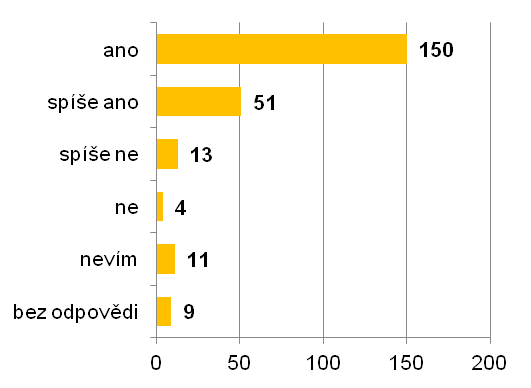 ano 150
spíše ano 51
spíše ne 13
ne 4
nevím 11
bez odpovědi 9
0 50 100 150 200